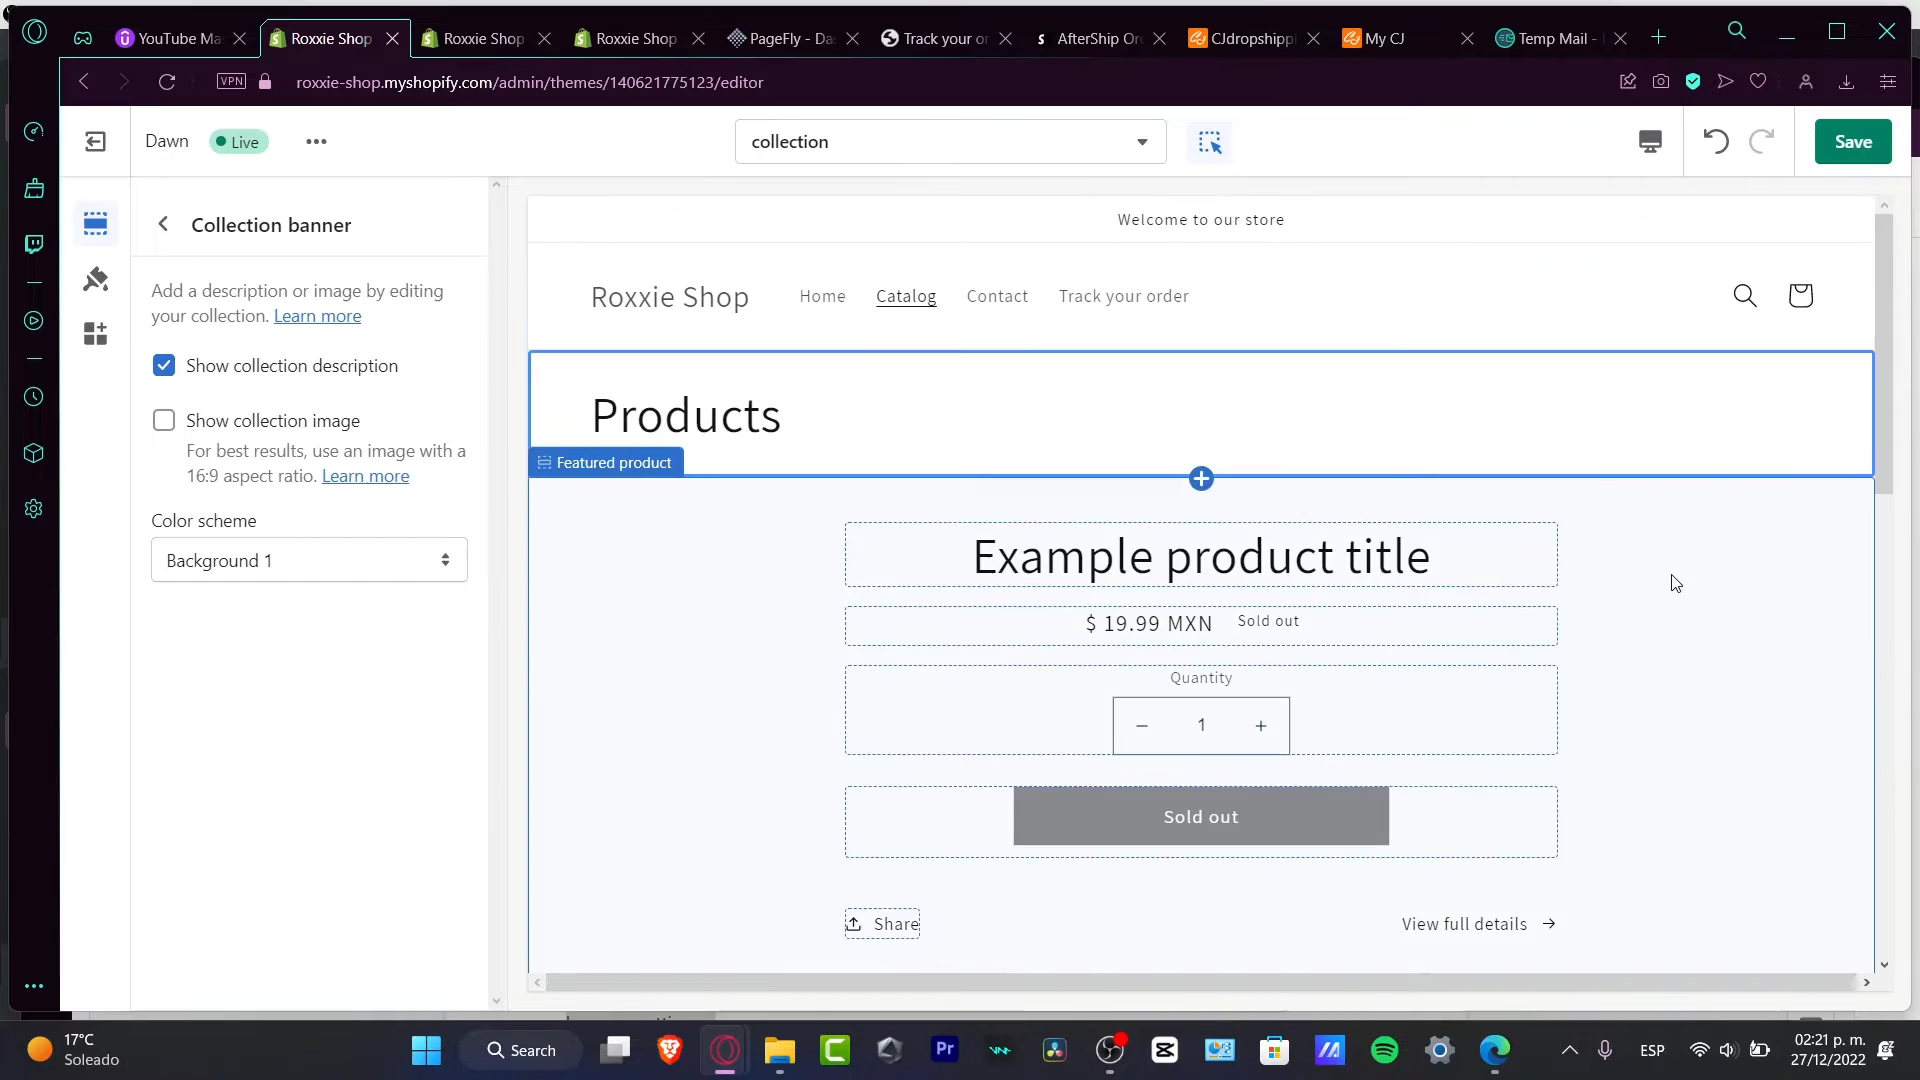 YouTube Ma
Roxxie Shop
Roxxie Shop
Roxxie Shop
PageFly - Da
Track your or
AfterShip Or
CJdropshippi
My CJ
Temp Mail -
VPN
roxxie-shop.myshopify.com/admin/themes/140621775123/editor
Dawn
Live
collection
Save
Collection banner
Add a description or image by editing
your collection. Learn more
Show collection description
Show collection image
For best results, use an image with a
16:9 aspect ratio. Learn more
Color scheme
Background 1
Welcome to our store
Roxxie Shop
Home
Catalog
Contact
Track your order
Products
Featured product
Example product title
$ 19.99 MXN
Sold out
Quantity
1
Sold out
Share
View full details
17°C
Soleado
Search
Pr
ESP
02:21 p. m.
27/12/2022